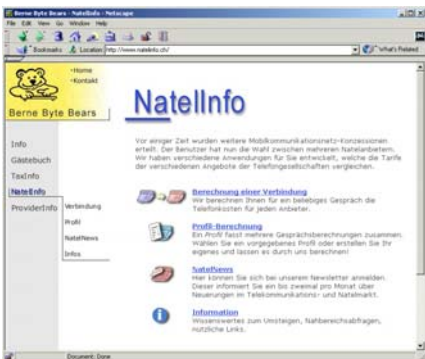 Berne Byte Bears - NatelInfo - Netscape
File Edit View Go Window Help
Bookmarks Location: http://www.natelinfo.ch/ What's Related
Home
Kontakt
Berne Byte Bears
NatelInfo
Info
Gästebuch
TaxInfo
NatelInfo
ProviderInfo
Verbindung
Profil
NatelNews
Infos
Vor einiger Zeit wurden weitere Mobilkommunikationsnetz-Konzessionen
erteilt. Der Benutzer hat nun die Wahl zwischen mehreren Natelanbietern.
Wir haben verschiedene Anwendungen für Sie entwickelt, welche die Tarife
der verschiedenen Angebote der Telefongesellschaften vergleichen.
Berechnung einer Verbindung
Wir berechnen Ihnen für ein beliebiges Gespräch die
Telefonkosten für jeden Anbieter.
Profil-Berechnung
Ein Profil fasst mehrere Gesprächsberechnungen zusammen.
Wählen Sie ein vorgegebenes Profil oder erstellen Sie Ihr
eigenes und lassen es durch uns berechnen!
NatelNews
Hier können Sie sich bei unserem Newsletter anmelden.
Dieser informiert Sie ein bis zweimal pro Monat über
Neuerungen im Telekommunikations- und Natelmarkt.
Information
Wissenswertes zum Umsteigen, Nahbereichsabfragen,
nützliche Links.
Document: Done